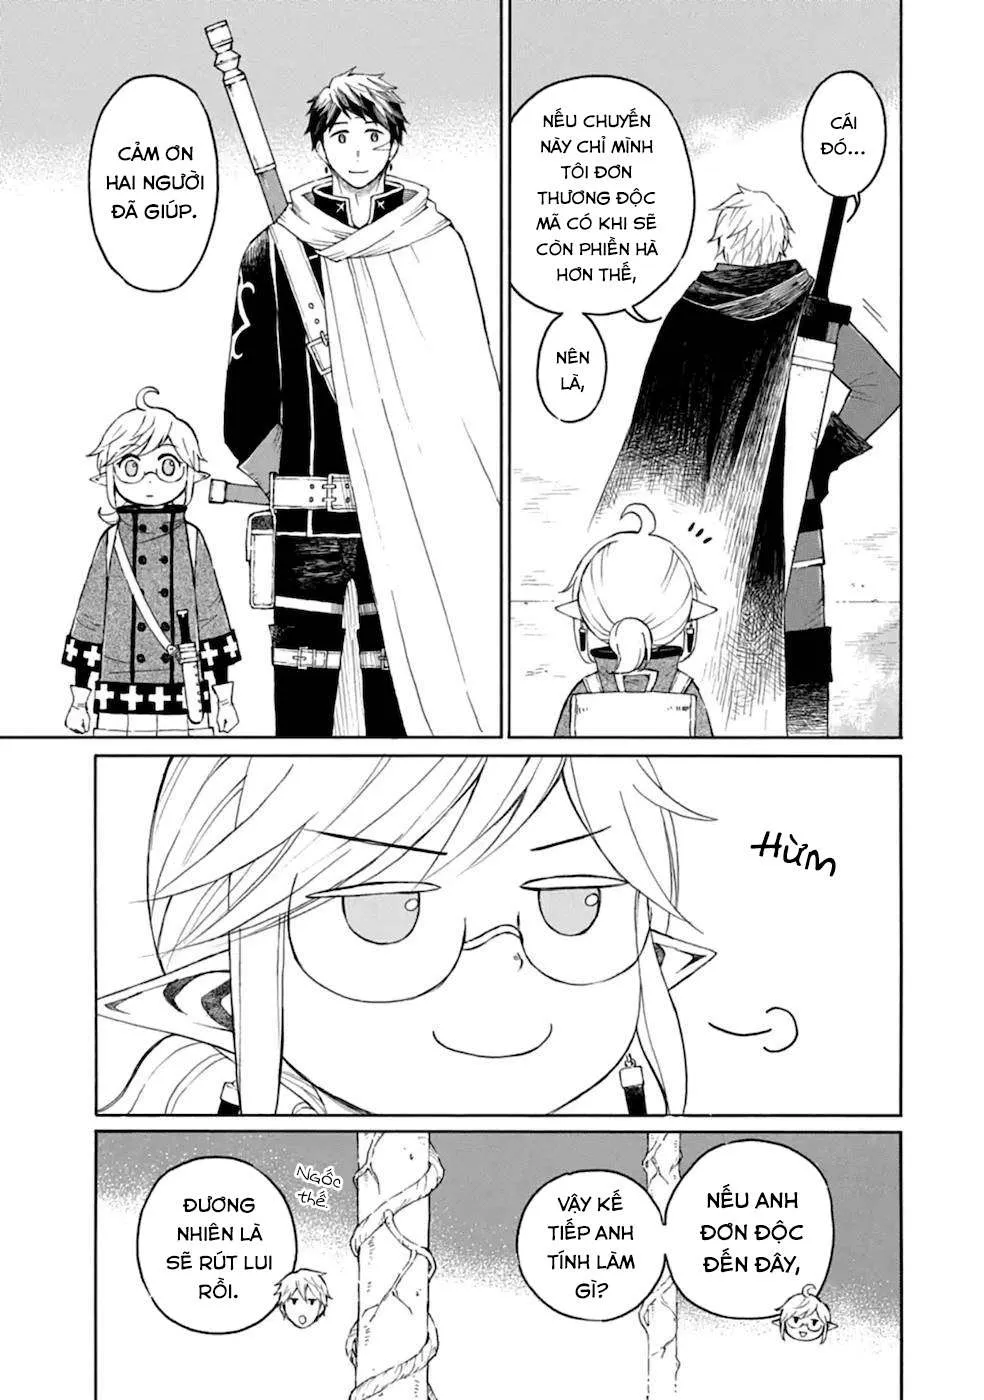 CÁI
ĐÓ...
NẾU CHUYẾN
NÀY CHỈ MÌNH
TÔI ĐƠN
THƯƠNG ĐỘC
MÃ CÓ KHI SẼ
CÒN PHIỀN HÀ
HƠN THẾ,
NÊN
LÀ,
CẢM ƠN
HAI NGƯỜI
ĐÃ GIÚP.
HỪM
NẾU ANH
ĐƠN ĐỘC
ĐẾN ĐÂY,
VẬY KẾ
TIẾP ANH
TÍNH LÀM
GÌ?
Ngốc
thế.
ĐƯƠNG
NHIÊN LÀ
SẼ RÚT LUI
RỒI.